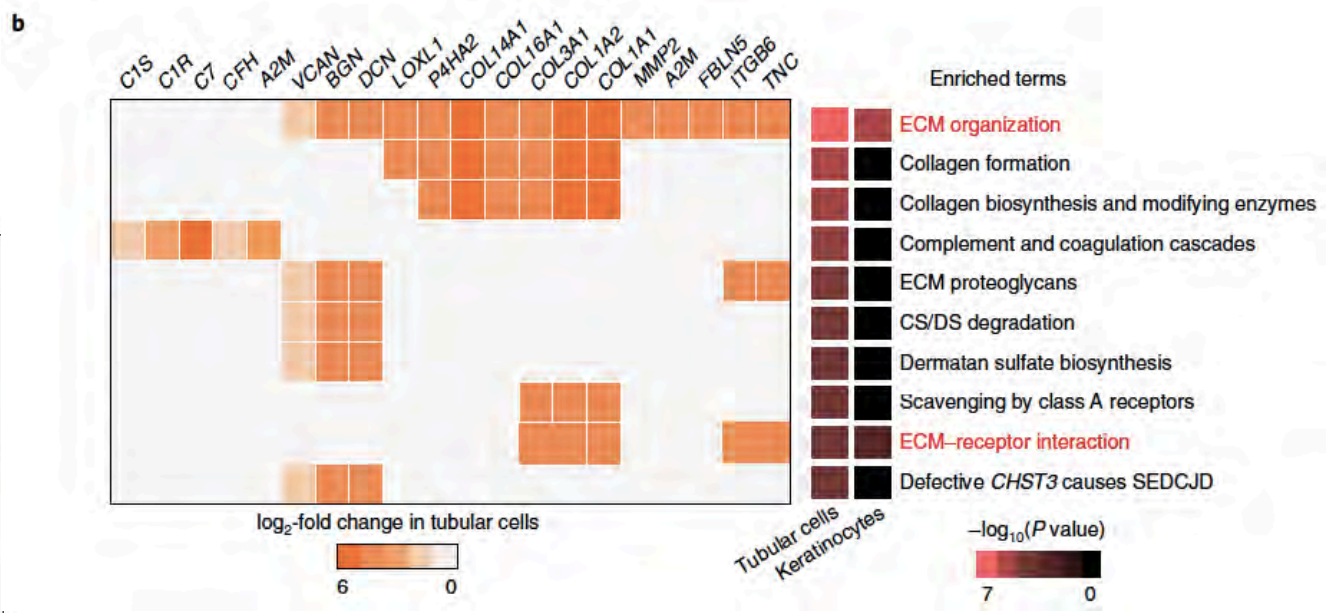 b
C1S C1R C7 CFH A2M VCAN BGN DCN LOXL1 P4HA2 COL14A1 COL16A1 COL3A1 COL1A2 COL1A1 MMP2 A2M FBLN5 ITGB6 TNC
Enriched terms
ECM organization
Collagen formation
Collagen biosynthesis and modifying enzymes
Complement and coagulation cascades
ECM proteoglycans
CS/DS degradation
Dermatan sulfate biosynthesis
Scavenging by class A receptors
ECM–receptor interaction
Defective CHST3 causes SEDCJD
log₂-fold change in tubular cells
6 0
Tubular cells
Keratinocytes
–log₁₀(P value)
7 0